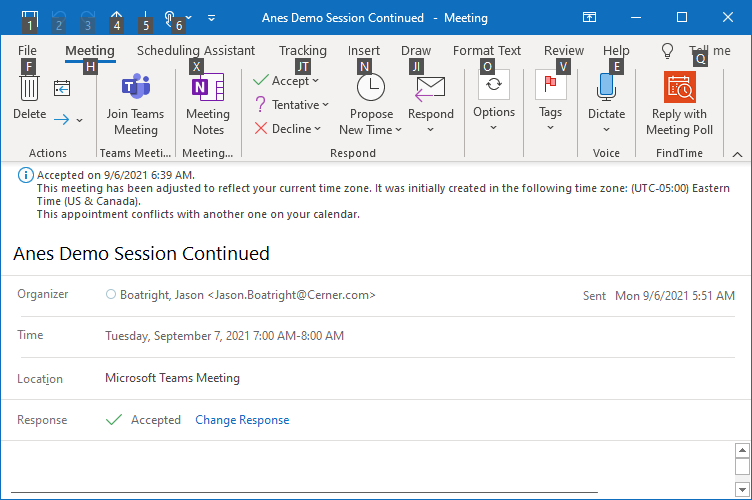 Anes Demo Session Continued - Meeting
1 2 3 4 5 6
File Meeting Scheduling Assistant Tracking Insert Draw Format Text Review Help Tell me
F H X JT N JI O V E Q
Delete
Join Teams Meeting
Meeting Notes
Accept
Tentative
Decline
Propose New Time
Respond
Options
Tags
Dictate
Reply with Meeting Poll
Actions Teams Meeti... Meeting... Respond Voice FindTime
Accepted on 9/6/2021 6:39 AM.
This meeting has been adjusted to reflect your current time zone. It was initially created in the following time zone: (UTC-05:00) Eastern
Time (US & Canada).
This appointment conflicts with another one on your calendar.
Anes Demo Session Continued
Organizer Boatright, Jason <Jason.Boatright@Cerner.com> Sent Mon 9/6/2021 5:51 AM
Time Tuesday, September 7, 2021 7:00 AM-8:00 AM
Location Microsoft Teams Meeting
Response Accepted Change Response